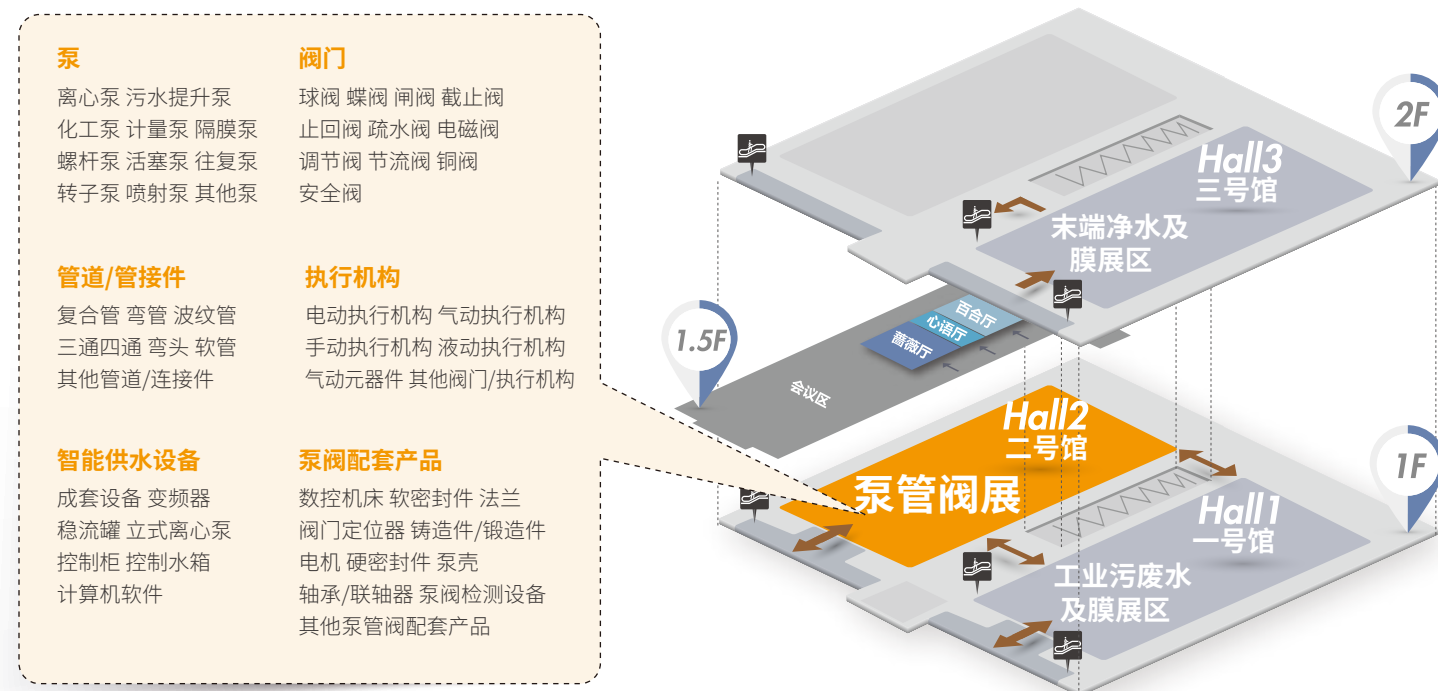 泵
离心泵 污水提升泵
化工泵 计量泵 隔膜泵
螺杆泵 活塞泵 往复泵
转子泵 喷射泵 其他泵
阀门
球阀 蝶阀 闸阀 截止阀
止回阀 疏水阀 电磁阀
调节阀 节流阀 铜阀
安全阀
管道/管接件
复合管 弯管 波纹管
三通四通 弯头 软管
其他管道/连接件
执行机构
电动执行机构 气动执行机构
手动执行机构 液动执行机构
气动元器件 其他阀门/执行机构
智能供水设备
成套设备 变频器
稳流罐 立式离心泵
控制柜 控制水箱
计算机软件
泵阀配套产品
数控机床 软密封件 法兰
阀门定位器 铸造件/锻造件
电机 硬密封件 泵壳
轴承/联轴器 泵阀检测设备
其他泵管阀配套产品
2F
Hall3
三号馆
末端净水及
膜展区
1.5F
百合厅
心语厅
蔷薇厅
会议区
Hall2
二号馆
泵管阀展
1F
Hall1
一号馆
工业污废水
及膜展区